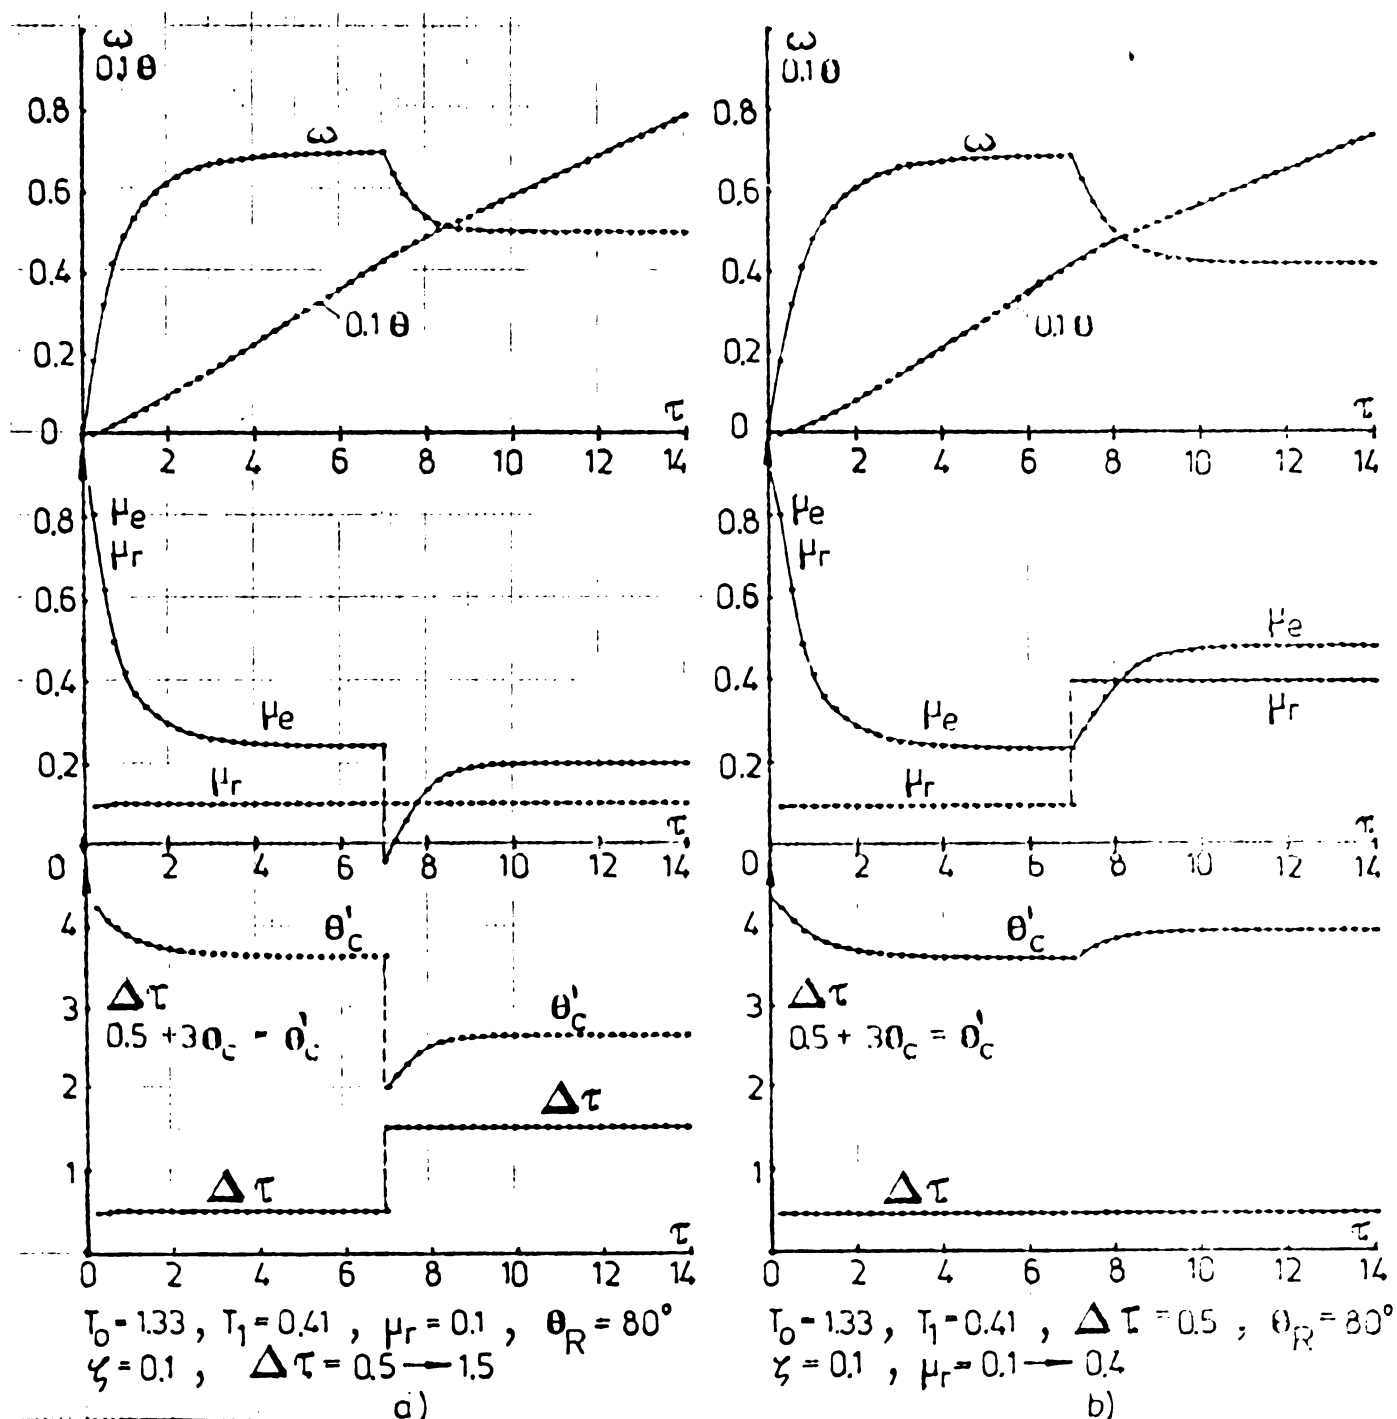 ω
0.1 θ
0.8
0.6
0.4
0.2
0
ω
0.1 θ
τ
2 4 6 8 10 12 14
μe
μr
0.8
0.6
0.4
0.2
0
μe
μr
τ
2 4 6 8 10 12 14
4
3
2
1
θ'c
Δτ
0.5 + 3θc = θ'c
θ'c
Δτ
Δτ
τ
0 2 4 6 8 10 12 14
T0 = 1.33 , T1 = 0.41 , μr = 0.1 , θR = 80°
ζ = 0.1 , Δτ = 0.5 → 1.5
a)
ω
0.1 θ
0.8
0.6
0.4
0.2
0
ω
0.1 θ
τ
2 4 6 8 10 12 14
μe
μr
0.8
0.6
0.4
0.2
0
μe
μr
μe
μr
τ
2 4 6 8 10 12 14
4
3
2
1
θ'c
Δτ
0.5 + 3θc = θ'c
Δτ
τ
0 2 4 6 8 10 12 14
T0 = 1.33 , T1 = 0.41 , Δτ = 0.5 , θR = 80°
ζ = 0.1 , μr = 0.1 → 0.4
b)